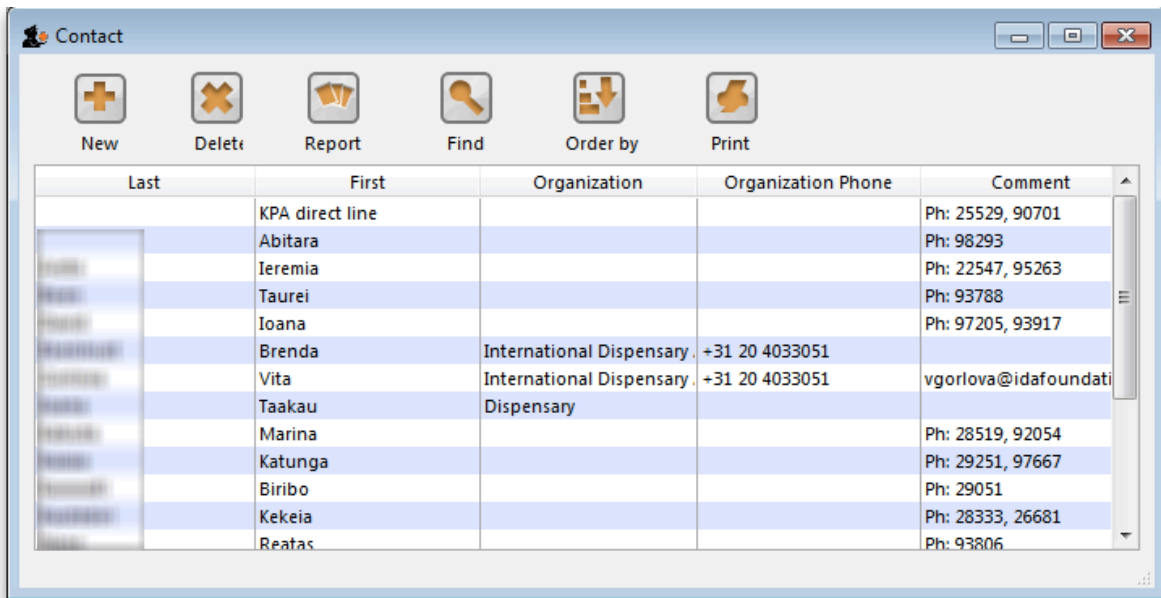 Contact
New Delete Report Find Order by Print
Last First Organization Organization Phone Comment
KPA direct line Ph: 25529, 90701
Abitara Ph: 98293
Ieremia Ph: 22547, 95263
Taurei Ph: 93788
Ioana Ph: 97205, 93917
Brenda International Dispensary +31 20 4033051
Vita International Dispensary +31 20 4033051 vgorlova@idafoundati
Taakau Dispensary
Marina Ph: 28519, 92054
Katunga Ph: 29251, 97667
Biribo Ph: 29051
Kekeia Ph: 28333, 26681
Reatas Ph: 93806